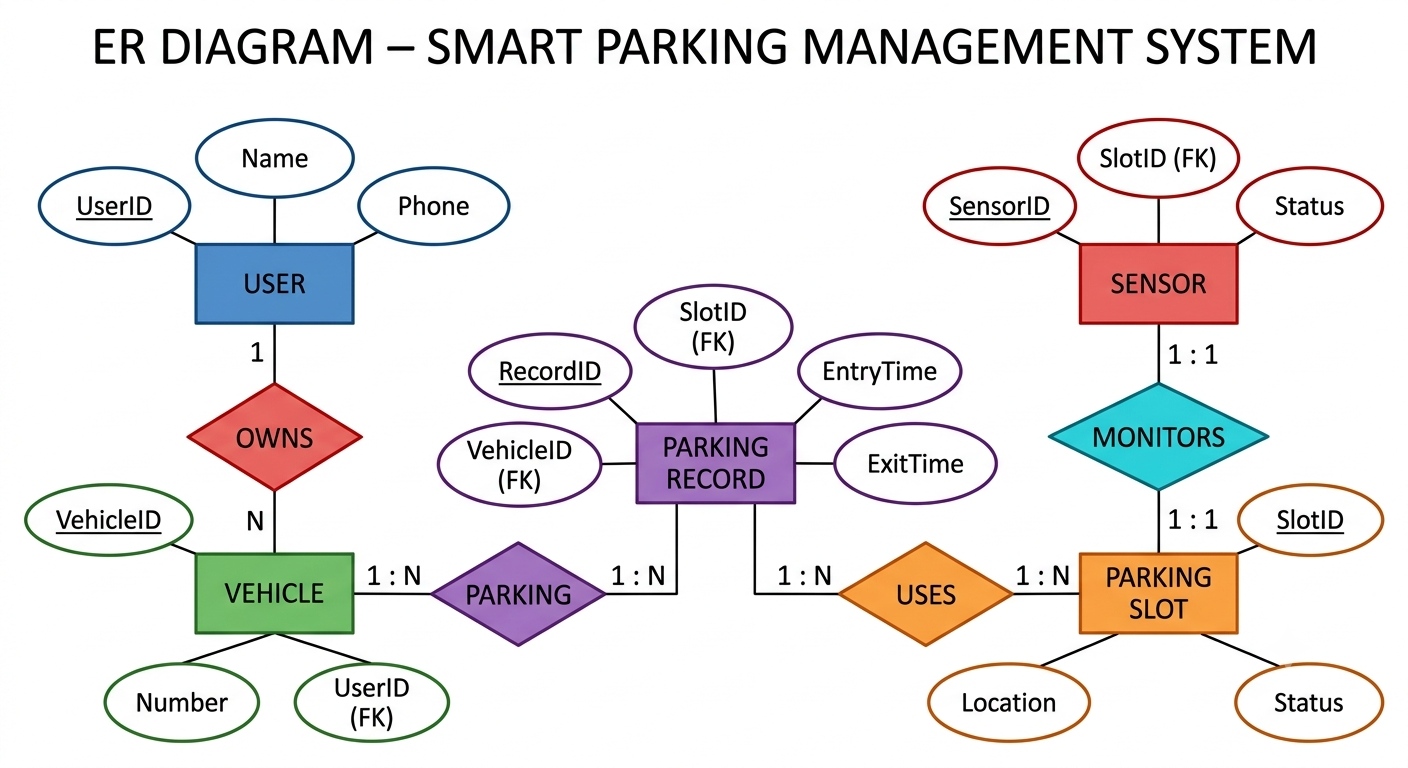 ER DIAGRAM – SMART PARKING MANAGEMENT SYSTEM
Name
UserID
Phone
USER
1
OWNS
N
VehicleID
VEHICLE
Number
UserID
(FK)
1 : N
PARKING
1 : N
SlotID
(FK)
RecordID
EntryTime
VehicleID
(FK)
PARKING
RECORD
ExitTime
1 : N
USES
1 : N
SlotID (FK)
SensorID
Status
SENSOR
1 : 1
MONITORS
1 : 1
SlotID
PARKING
SLOT
Location
Status